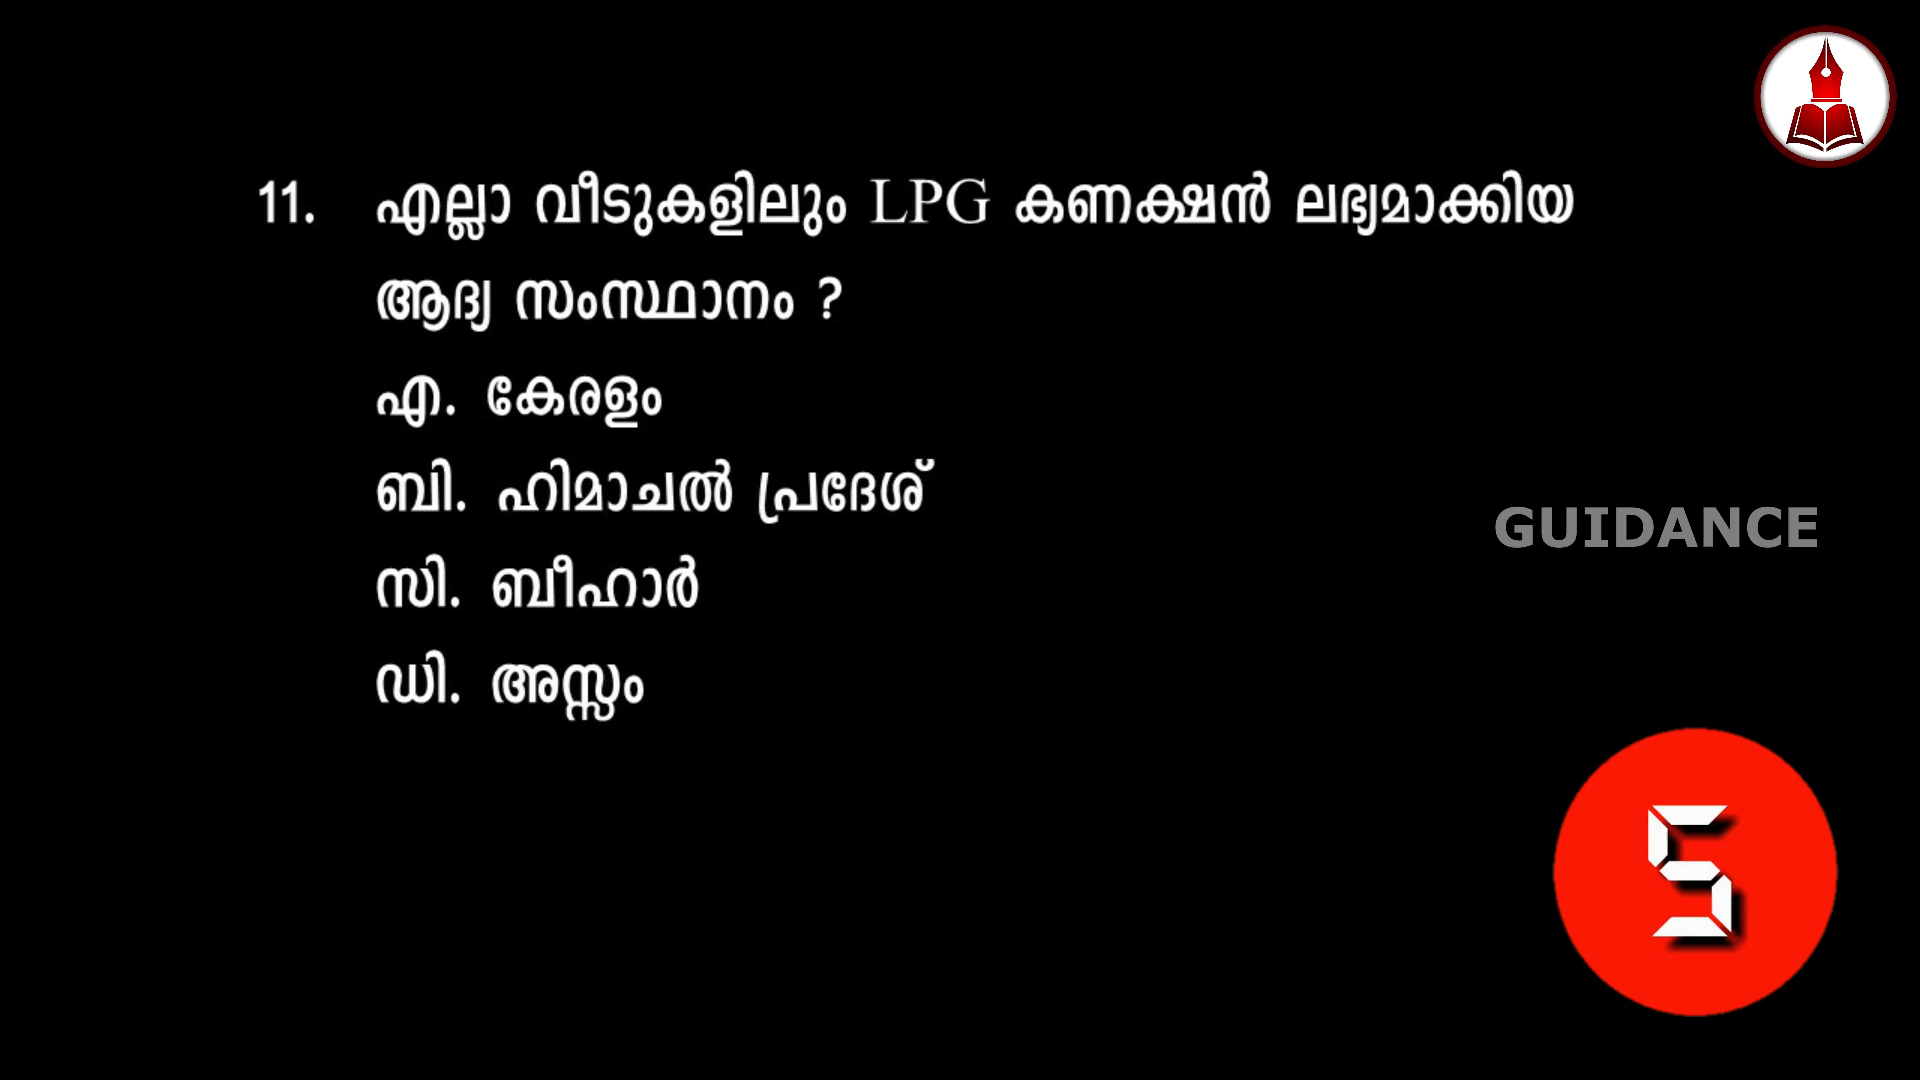 11. എല്ലാ വീടുകളിലും LPG കണക്ഷൻ ലഭ്യമാക്കിയ
ആദ്യ സംസ്ഥാനം ?
എ. കേരളം
ബി. ഹിമാചൽ പ്രദേശ്
സി. ബീഹാർ
ഡി. അസ്സം
GUIDANCE
5